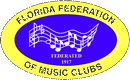 FLORIDA FEDERATION
FEDERATED
1917
OF MUSIC CLUBS